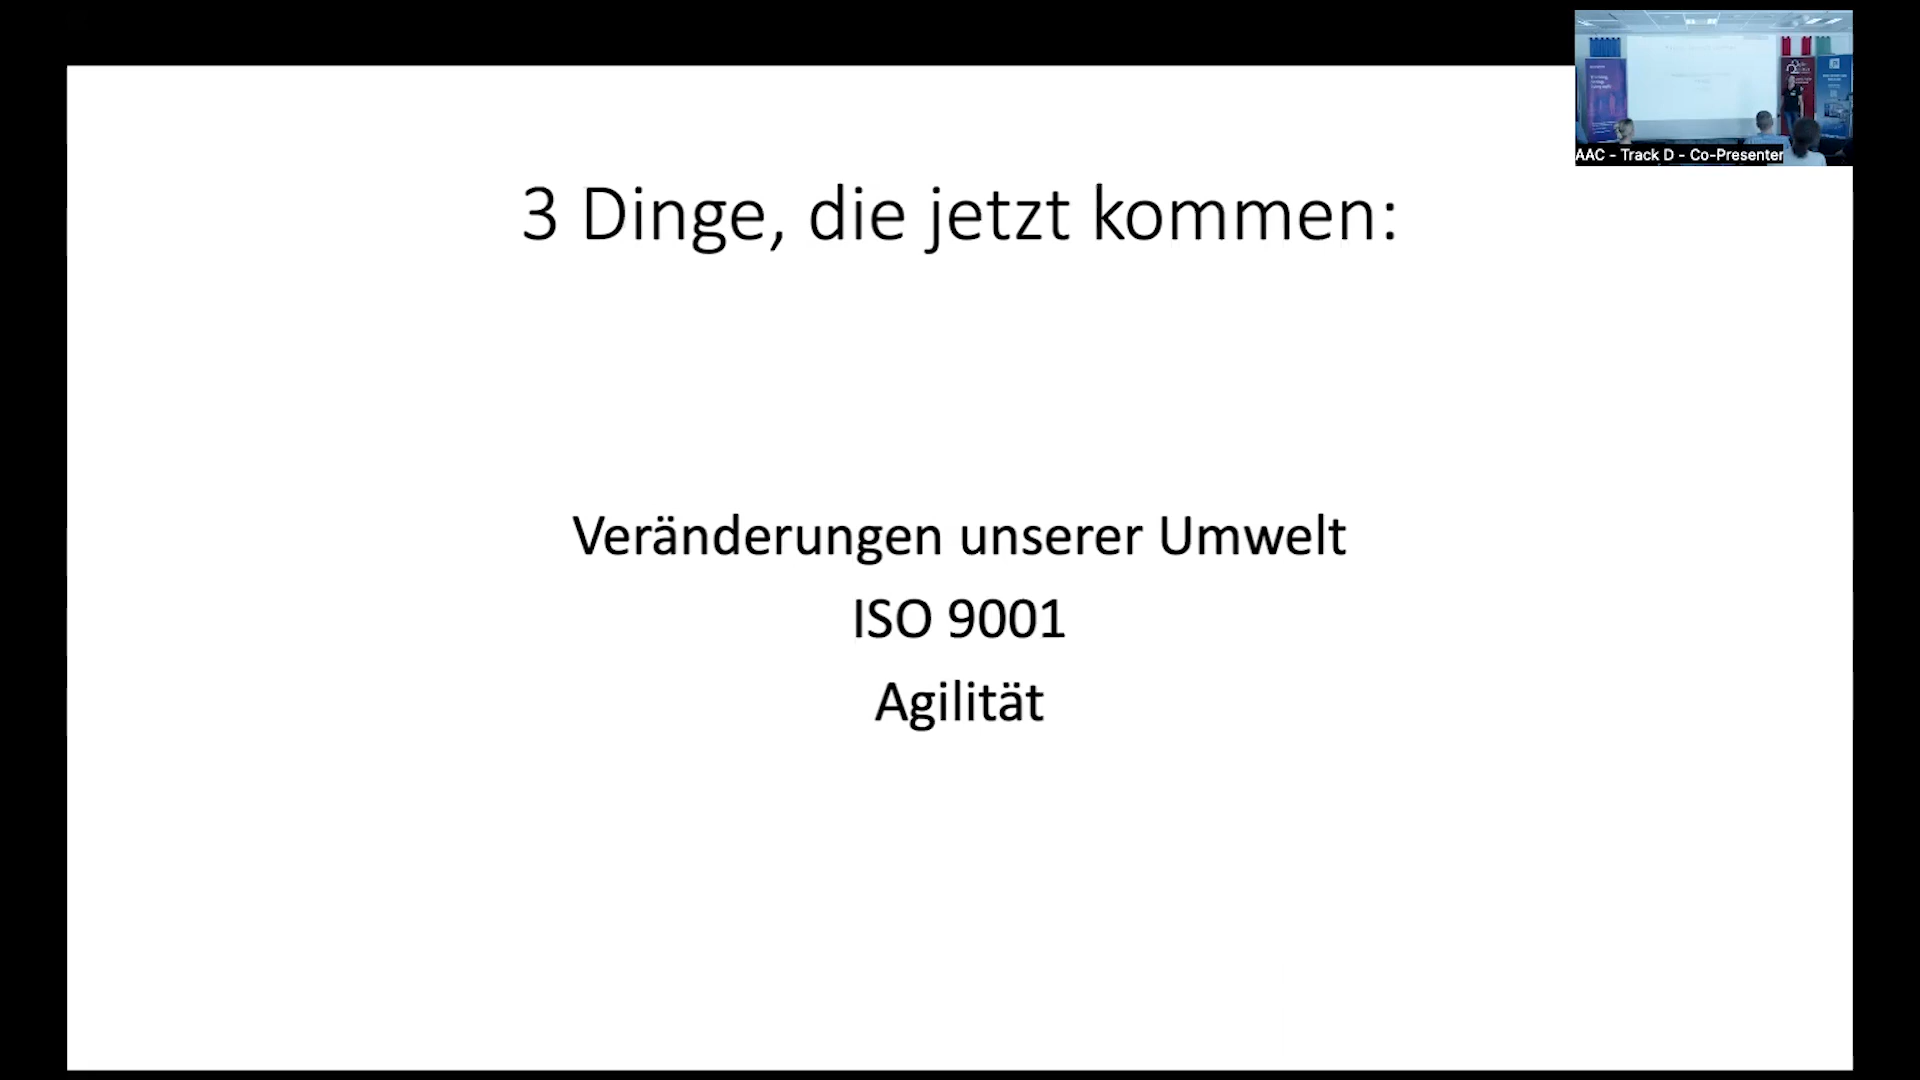 AAC - Track D - Co-Presenter
3 Dinge, die jetzt kommen:
Veränderungen unserer Umwelt
ISO 9001
Agilität